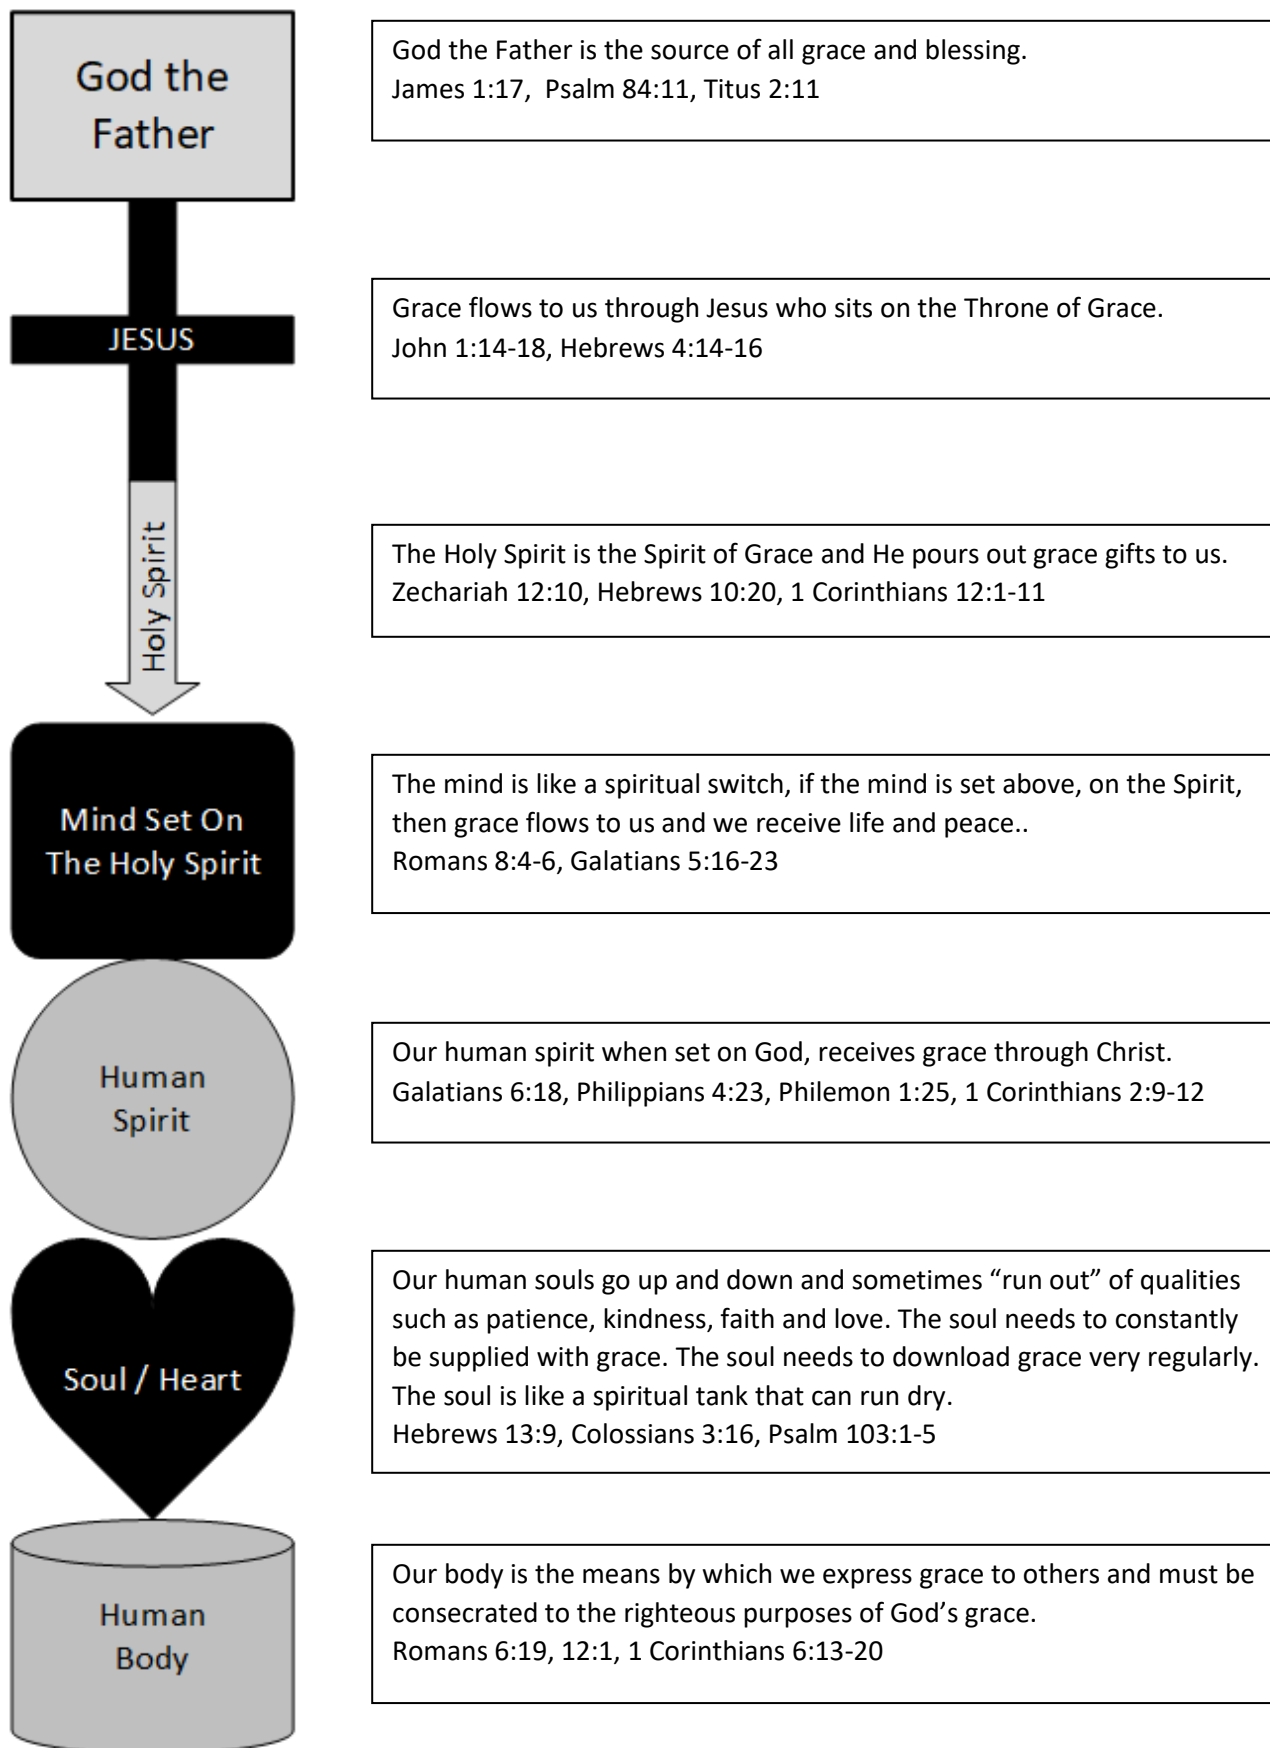 God the
Father
God the Father is the source of all grace and blessing.
James 1:17,  Psalm 84:11, Titus 2:11
JESUS
Grace flows to us through Jesus who sits on the Throne of Grace.
John 1:14-18, Hebrews 4:14-16
Holy Spirit
The Holy Spirit is the Spirit of Grace and He pours out grace gifts to us.
Zechariah 12:10, Hebrews 10:20, 1 Corinthians 12:1-11
Mind Set On
The Holy Spirit
The mind is like a spiritual switch, if the mind is set above, on the Spirit,
then grace flows to us and we receive life and peace..
Romans 8:4-6, Galatians 5:16-23
Human
Spirit
Our human spirit when set on God, receives grace through Christ.
Galatians 6:18, Philippians 4:23, Philemon 1:25, 1 Corinthians 2:9-12
Soul / Heart
Our human souls go up and down and sometimes “run out” of qualities
such as patience, kindness, faith and love. The soul needs to constantly
be supplied with grace. The soul needs to download grace very regularly.
The soul is like a spiritual tank that can run dry.
Hebrews 13:9, Colossians 3:16, Psalm 103:1-5
Human
Body
Our body is the means by which we express grace to others and must be
consecrated to the righteous purposes of God’s grace.
Romans 6:19, 12:1, 1 Corinthians 6:13-20